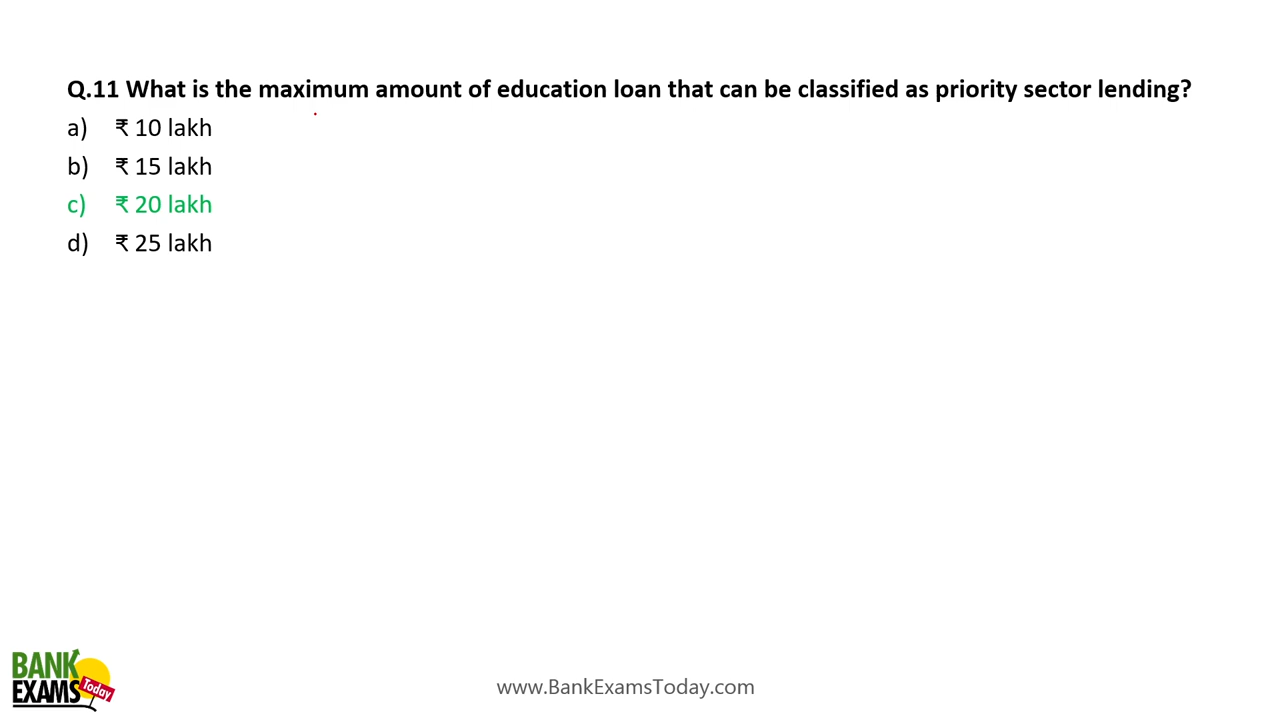 Q.11 What is the maximum amount of education loan that can be classified as priority sector lending?
a) ₹ 10 lakh
b) ₹ 15 lakh
c) ₹ 20 lakh
d) ₹ 25 lakh
BANK
EXAMS Today
www.BankExamsToday.com